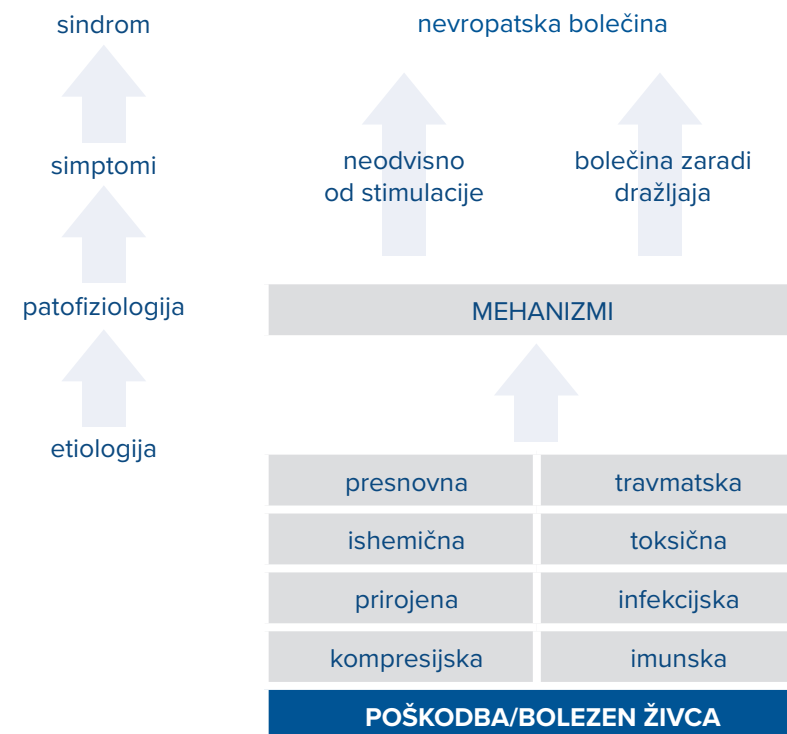 sindrom
nevropatska bolečina
simptomi
neodvisno
od stimulacije
bolečina zaradi
dražljaja
patofiziologija
MEHANIZMI
etiologija
presnovna
travmatska
ishemična
toksična
prirojena
infekcijska
kompresijska
imunska
POŠKODBA/BOLEZEN ŽIVCA